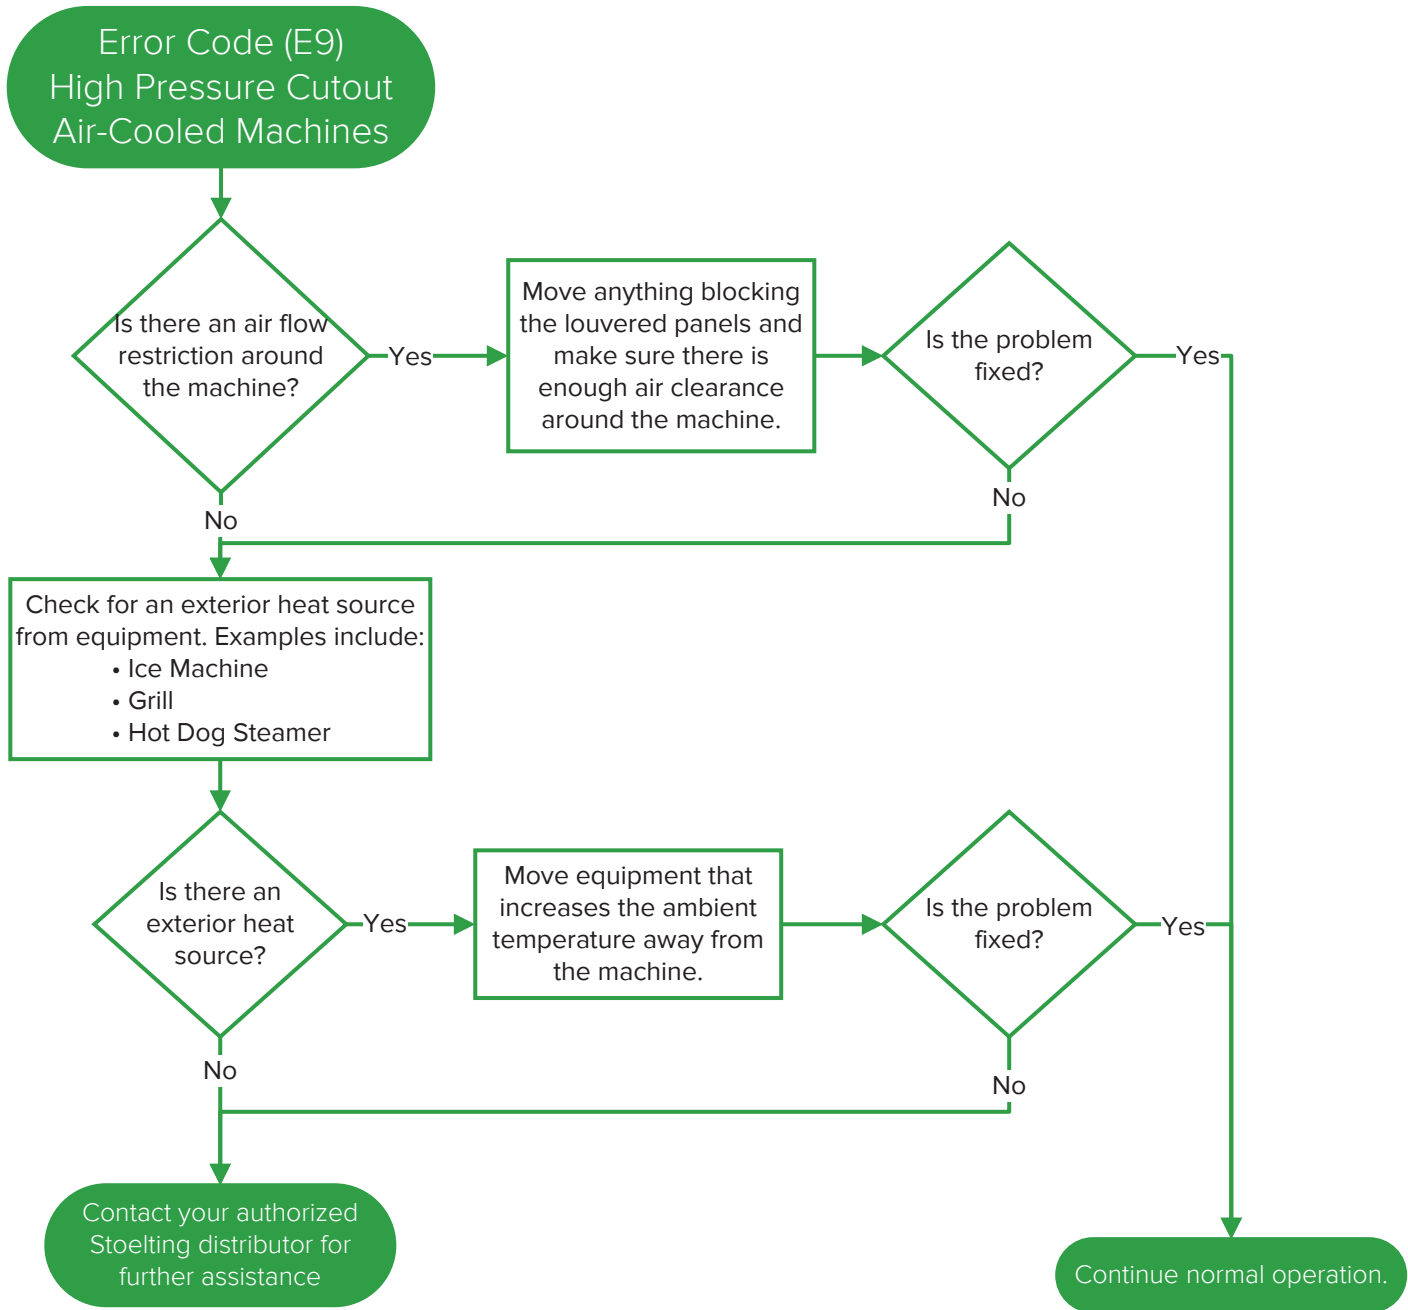 Error Code (E9)
High Pressure Cutout
Air-Cooled Machines
Is there an air flow
restriction around
the machine?
Yes
Move anything blocking
the louvered panels and
make sure there is
enough air clearance
around the machine.
Is the problem
fixed?
Yes
No
No
Check for an exterior heat source
from equipment. Examples include:
• Ice Machine
• Grill
• Hot Dog Steamer
Is there an
exterior heat
source?
Yes
Move equipment that
increases the ambient
temperature away from
the machine.
Is the problem
fixed?
Yes
No
No
Contact your authorized
Stoelting distributor for
further assistance
Continue normal operation.